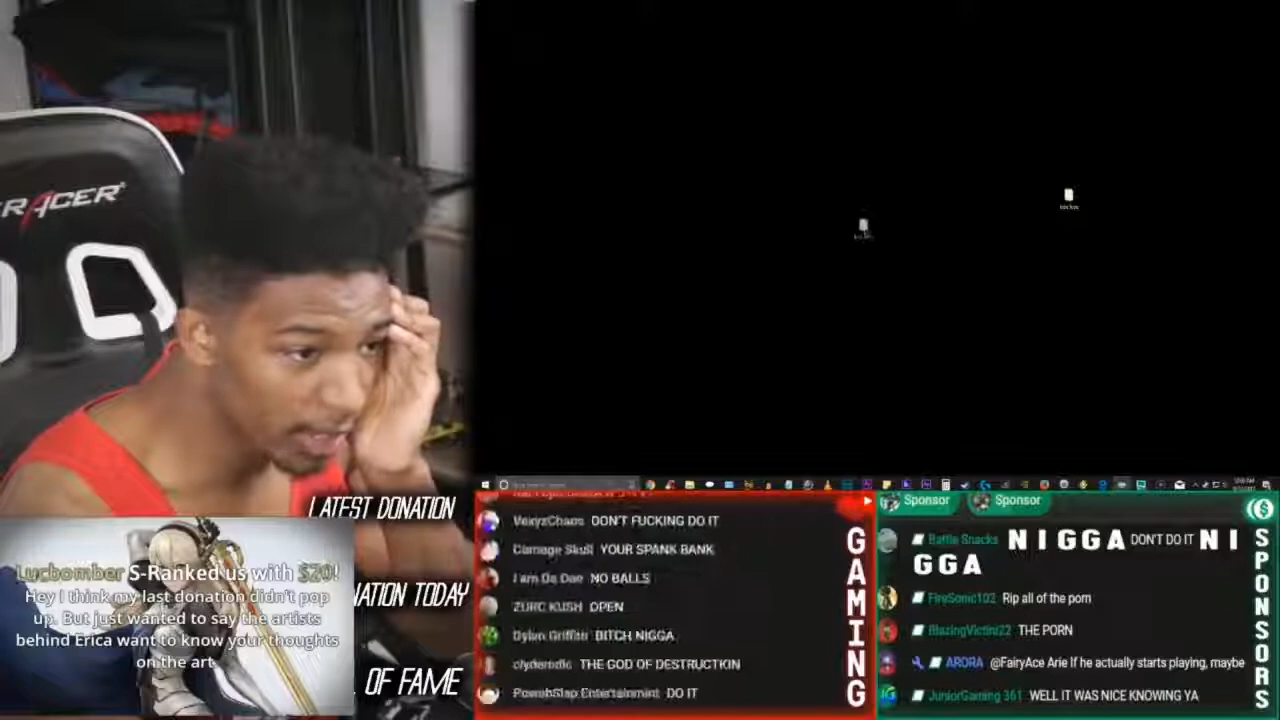 RACER
LATEST DONATION
Lucbomber S-Ranked us with $20!
Hey I think my last donation didn't pop
up. But just wanted to say the artists
behind Erica want to know your thoughts
on the art.
NATION TODAY
OF FAME
VexyzChaos DON'T FUCKING DO IT
Carnage Skull YOUR SPANK BANK
I am Da Dae NO BALLS
ZURC KUSH OPEN
Dylan Griffith BITCH NIGGA
THE GOD OF DESTRUCTION
PowahSlap Entertainment DO IT
GAMING
Sponsor Sponsor
Battle Snacks N I G G A DON'T DO IT N I
G G A
FireSonic102 Rip all of the porn
BlazingVictini22 THE PORN
ARORA @FairyAce Arie If he actually starts playing, maybe
JuniorGaming 361 WELL IT WAS NICE KNOWING YA
SPONSORS